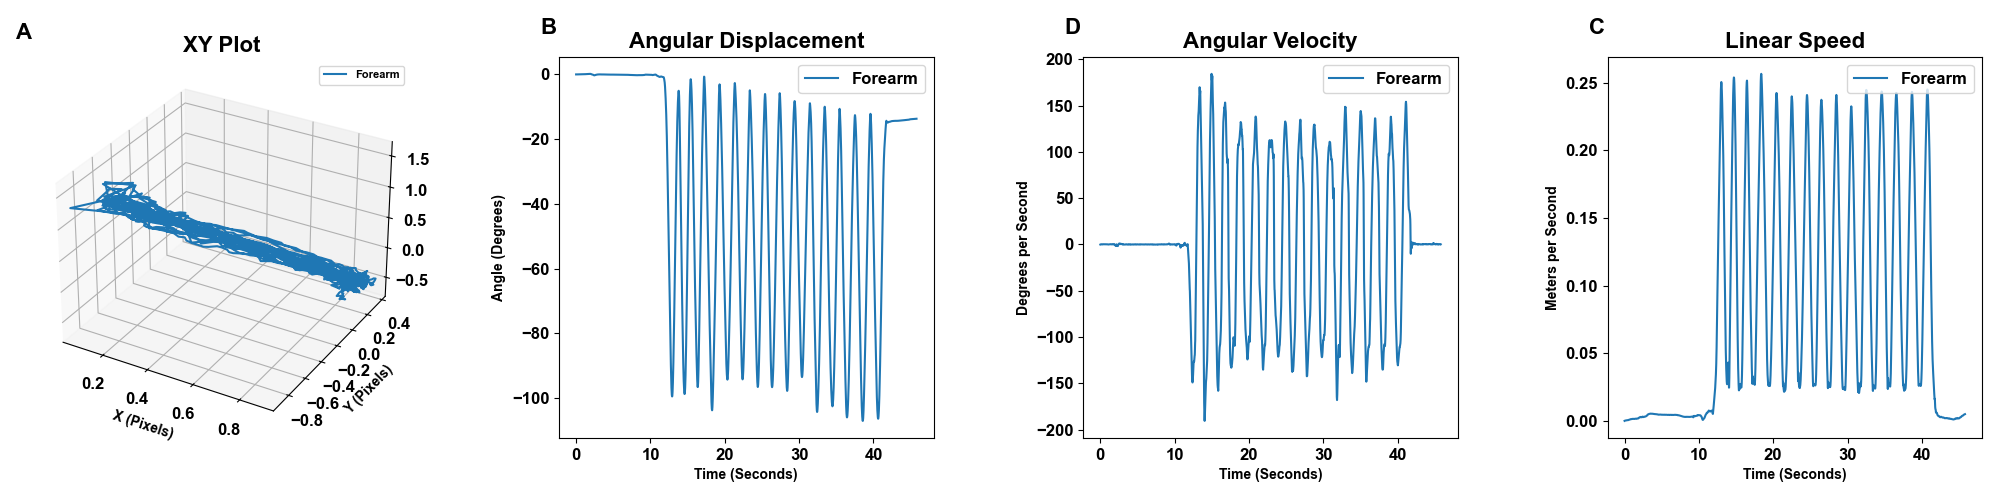 A
XY Plot
Forearm
1.5
1.0
0.5
0.0
−0.5
0.4
0.2
0.0
−0.2
−0.4
−0.6
−0.8
Y (Pixels)
0.2
0.4
0.6
0.8
X (Pixels)
B
Angular Displacement
Forearm
0
−20
−40
−60
−80
−100
Angle (Degrees)
0 10 20 30 40
Time (Seconds)
D
Angular Velocity
Forearm
200
150
100
50
0
−50
−100
−150
−200
Degrees per Second
0 10 20 30 40
Time (Seconds)
C
Linear Speed
Forearm
0.25
0.20
0.15
0.10
0.05
0.00
Meters per Second
0 10 20 30 40
Time (Seconds)